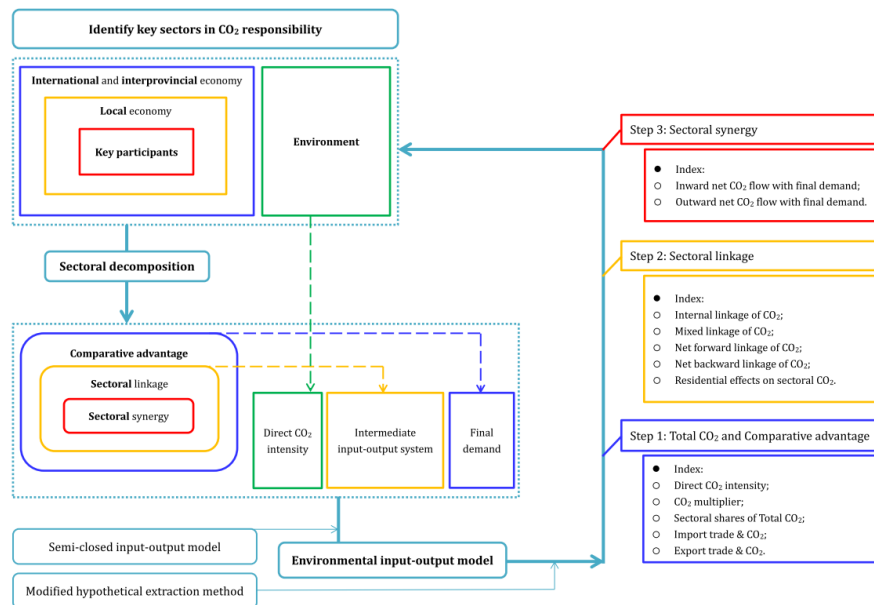 Identify key sectors in CO₂ responsibility
International and interprovincial economy
Local economy
Key participants
Environment
Sectoral decomposition
Comparative advantage
Sectoral linkage
Sectoral synergy
Direct CO₂
intensity
Intermediate
input-output system
Final
demand
Semi-closed input-output model
Environmental input-output model
Modified hypothetical extraction method
Step 3: Sectoral synergy
● Index:
○ Inward net CO₂ flow with final demand;
○ Outward net CO₂ flow with final demand.
Step 2: Sectoral linkage
● Index:
○ Internal linkage of CO₂;
○ Mixed linkage of CO₂;
○ Net forward linkage of CO₂;
○ Net backward linkage of CO₂;
○ Residential effects on sectoral CO₂.
Step 1: Total CO₂ and Comparative advantage
● Index:
○ Direct CO₂ intensity;
○ CO₂ multiplier;
○ Sectoral shares of Total CO₂;
○ Import trade & CO₂;
○ Export trade & CO₂.